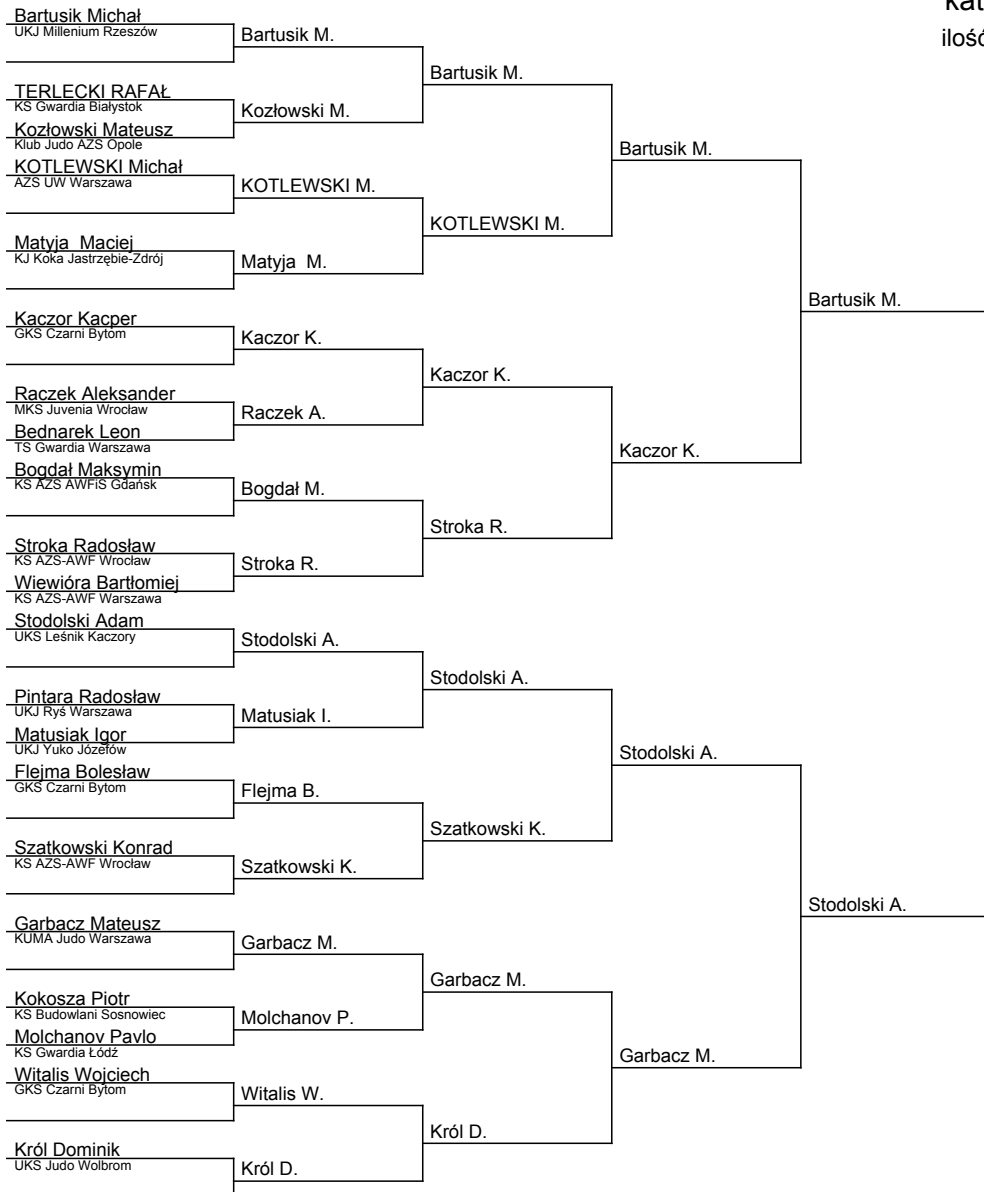 Bartusik Michał
UKJ Millenium Rzeszów
TERLECKI RAFAŁ
KS Gwardia Białystok
Kozłowski Mateusz
Klub Judo AZS Opole
KOTLEWSKI Michał
AZS UW Warszawa
Matyja  Maciej
KJ Koka Jastrzębie-Zdrój
Kaczor Kacper
GKS Czarni Bytom
Raczek Aleksander
MKS Juvenia Wrocław
Bednarek Leon
TS Gwardia Warszawa
Bogdał Maksymin
KS AZS AWFiS Gdańsk
Stroka Radosław
KS AZS-AWF Wrocław
Wiewióra Bartłomiej
KS AZS-AWF Warszawa
Stodolski Adam
UKS Leśnik Kaczory
Pintara Radosław
UKJ Ryś Warszawa
Matusiak Igor
UKJ Yuko Józefów
Flejma Bolesław
GKS Czarni Bytom
Szatkowski Konrad
KS AZS-AWF Wrocław
Garbacz Mateusz
KUMA Judo Warszawa
Kokosza Piotr
KS Budowlani Sosnowiec
Molchanov Pavlo
KS Gwardia Łódź
Witalis Wojciech
GKS Czarni Bytom
Król Dominik
UKS Judo Wolbrom
Bartusik M.
Kozłowski M.
KOTLEWSKI M.
Matyja  M.
Kaczor K.
Raczek A.
Bogdał M.
Stroka R.
Stodolski A.
Matusiak I.
Flejma B.
Szatkowski K.
Garbacz M.
Molchanov P.
Witalis W.
Król D.
Bartusik M.
KOTLEWSKI M.
Kaczor K.
Stroka R.
Stodolski A.
Szatkowski K.
Garbacz M.
Król D.
Bartusik M.
Kaczor K.
Stodolski A.
Garbacz M.
Bartusik M.
Stodolski A.
kat
ilość